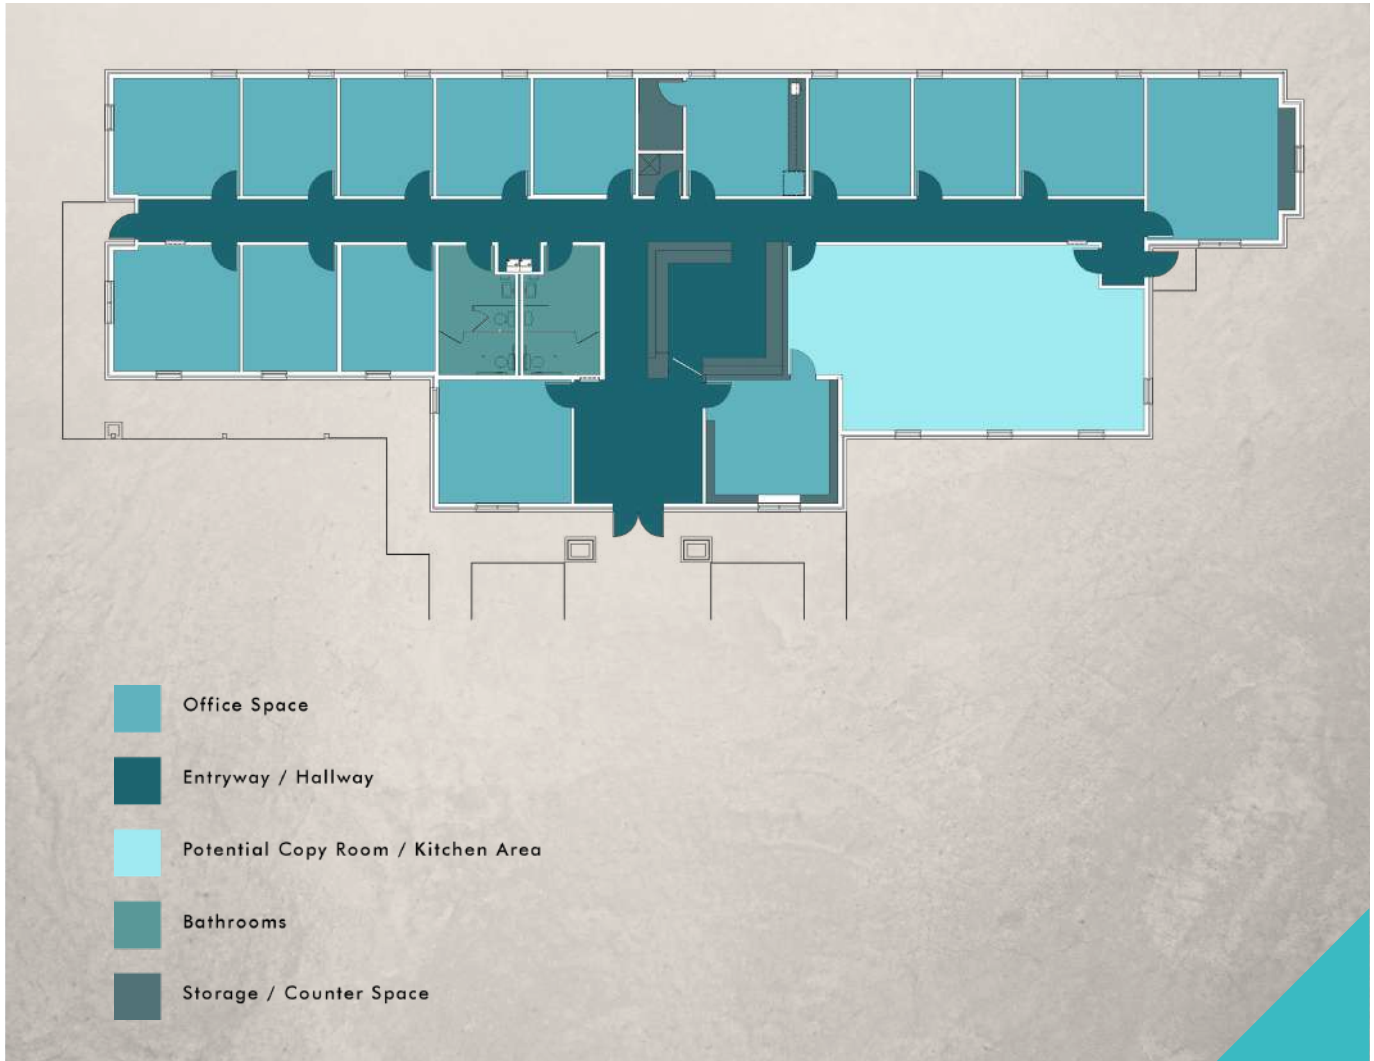 Office Space
Entryway / Hallway
Potential Copy Room / Kitchen Area
Bathrooms
Storage / Counter Space